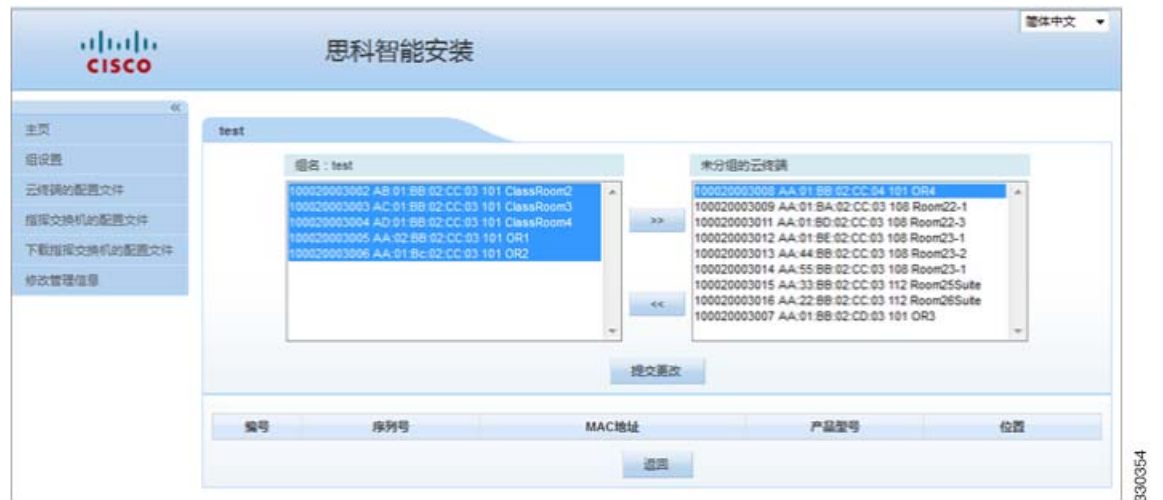 简体中文
CISCO
思科智能安装
«
主页
组设置
云终端的配置文件
指挥交换机的配置文件
下载指挥交换机的配置文件
修改管理信息
test
组名：test
100020003002 AB:01:BB:02:CC:03 101 ClassRoom2
100020003003 AC:01:BB:02:CC:03 101 ClassRoom3
100020003004 AD:01:BB:02:CC:03 101 ClassRoom4
100020003005 AA:02:BB:02:CC:03 101 OR1
100020003006 AA:01:Bc:02:CC:03 101 OR2
>>
<<
未分组的云终端
100020003008 AA:01:BB:02:CC:04 101 OR4
100020003009 AA:01:BA:02:CC:03 108 Room22-1
100020003011 AA:01:BD:02:CC:03 108 Room22-3
100020003012 AA:01:BE:02:CC:03 108 Room23-1
100020003013 AA:44:BB:02:CC:03 108 Room23-2
100020003014 AA:55:BB:02:CC:03 108 Room23-1
100020003015 AA:33:BB:02:CC:03 112 Room25Suite
100020003016 AA:22:BB:02:CC:03 112 Room26Suite
100020003007 AA:01:BB:02:CD:03 101 OR3
提交更改
编号 序列号 MAC地址 产品型号 位置
返回
330354